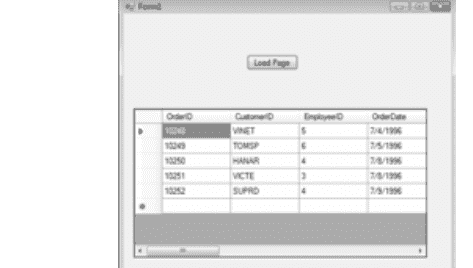 Form1
Load Page
OrderID CustomerID EmployeeID OrderDate
10248 VINET 5 7/4/1996
10249 TOMSP 6 7/5/1996
10250 HANAR 4 7/8/1996
10251 VICTE 3 7/8/1996
10252 SUPRD 4 7/9/1996